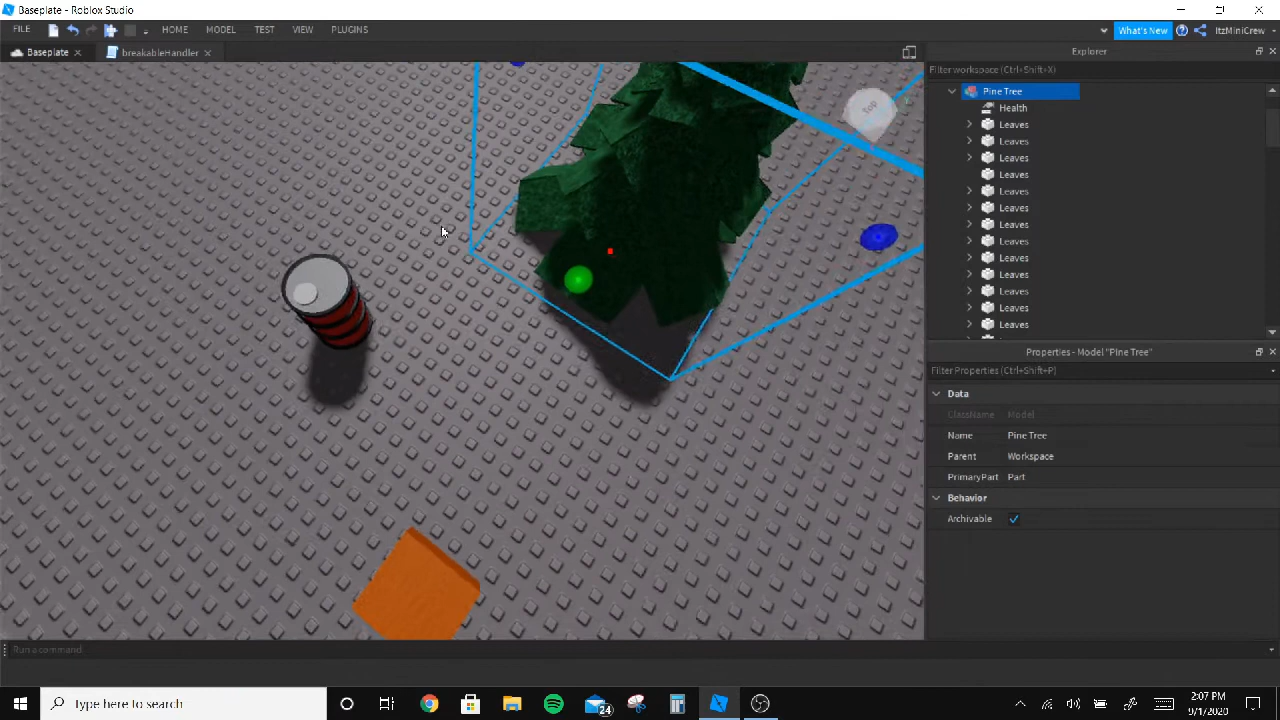 Baseplate - Roblox Studio
FILE HOME MODEL TEST VIEW PLUGINS What's New ItzMiniCrew
Baseplate breakableHandler
Explorer
Filter workspace (Ctrl+Shift+X)
Pine Tree
Health
Leaves
Leaves
Leaves
Leaves
Leaves
Leaves
Leaves
Leaves
Leaves
Leaves
Leaves
Leaves
Leaves
top
Properties - Model "Pine Tree"
Filter Properties (Ctrl+Shift+P)
Data
ClassName Model
Name Pine Tree
Parent Workspace
PrimaryPart Part
Behavior
Archivable
Run a command
Type here to search
24
2:07 PM
9/1/2020